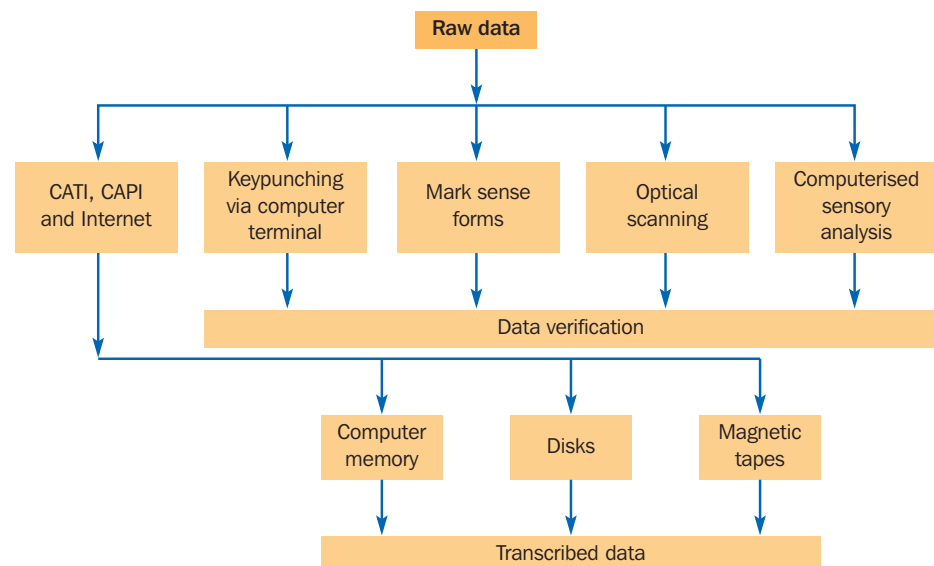 Raw data
CATI, CAPI
and Internet
Keypunching
via computer
terminal
Mark sense
forms
Optical
scanning
Computerised
sensory
analysis
Data verification
Computer
memory
Disks
Magnetic
tapes
Transcribed data